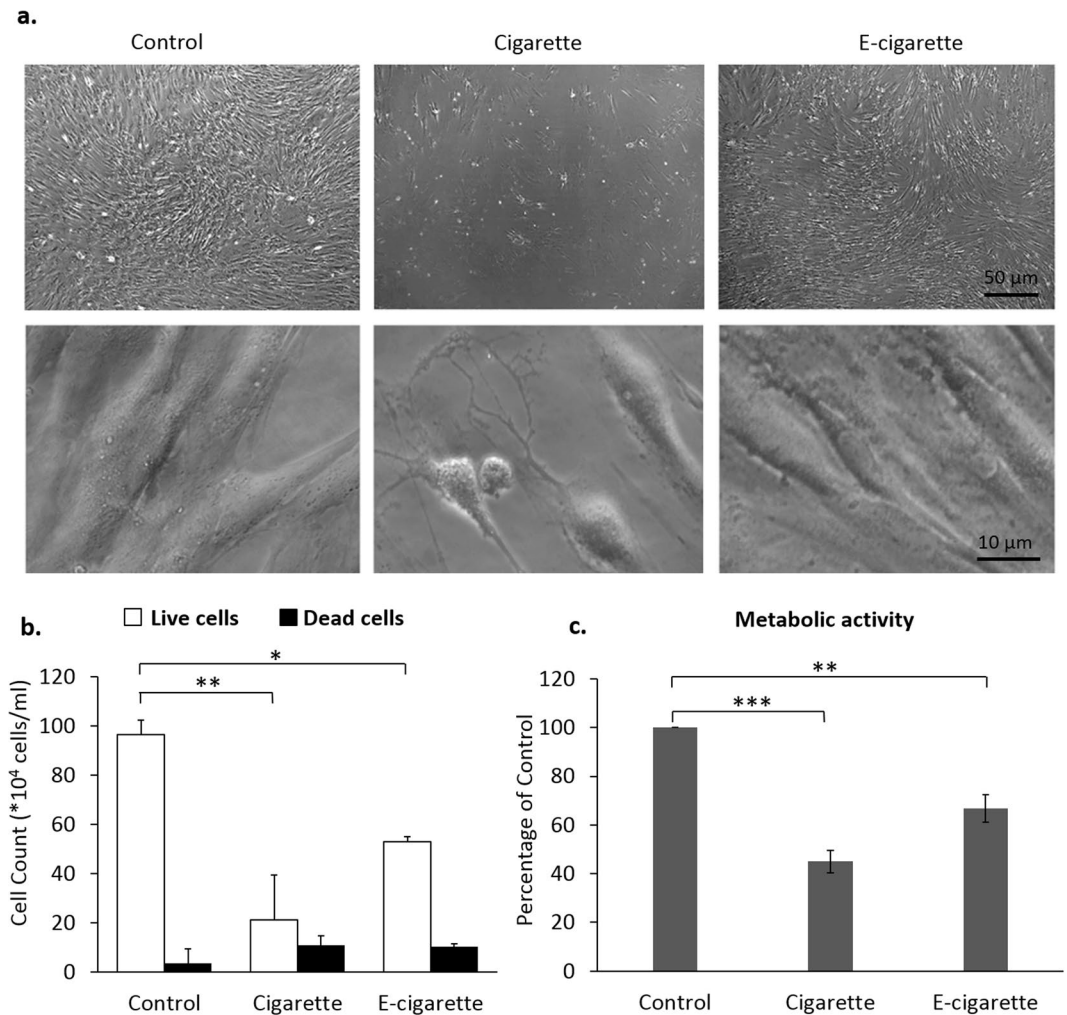 a.
Control Cigarette E-cigarette
50 µm
10 µm
b. Live cells Dead cells
Cell Count (*10⁴ cells/ml)
120
100
80
60
40
20
0
*
**
Control Cigarette E-cigarette
c. Metabolic activity
Percentage of Control
120
100
80
60
40
20
0
**
***
Control Cigarette E-cigarette